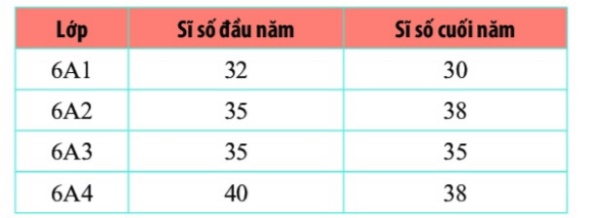 Lớp Sĩ số đầu năm Sĩ số cuối năm
6A1 32 30
6A2 35 38
6A3 35 35
6A4 40 38